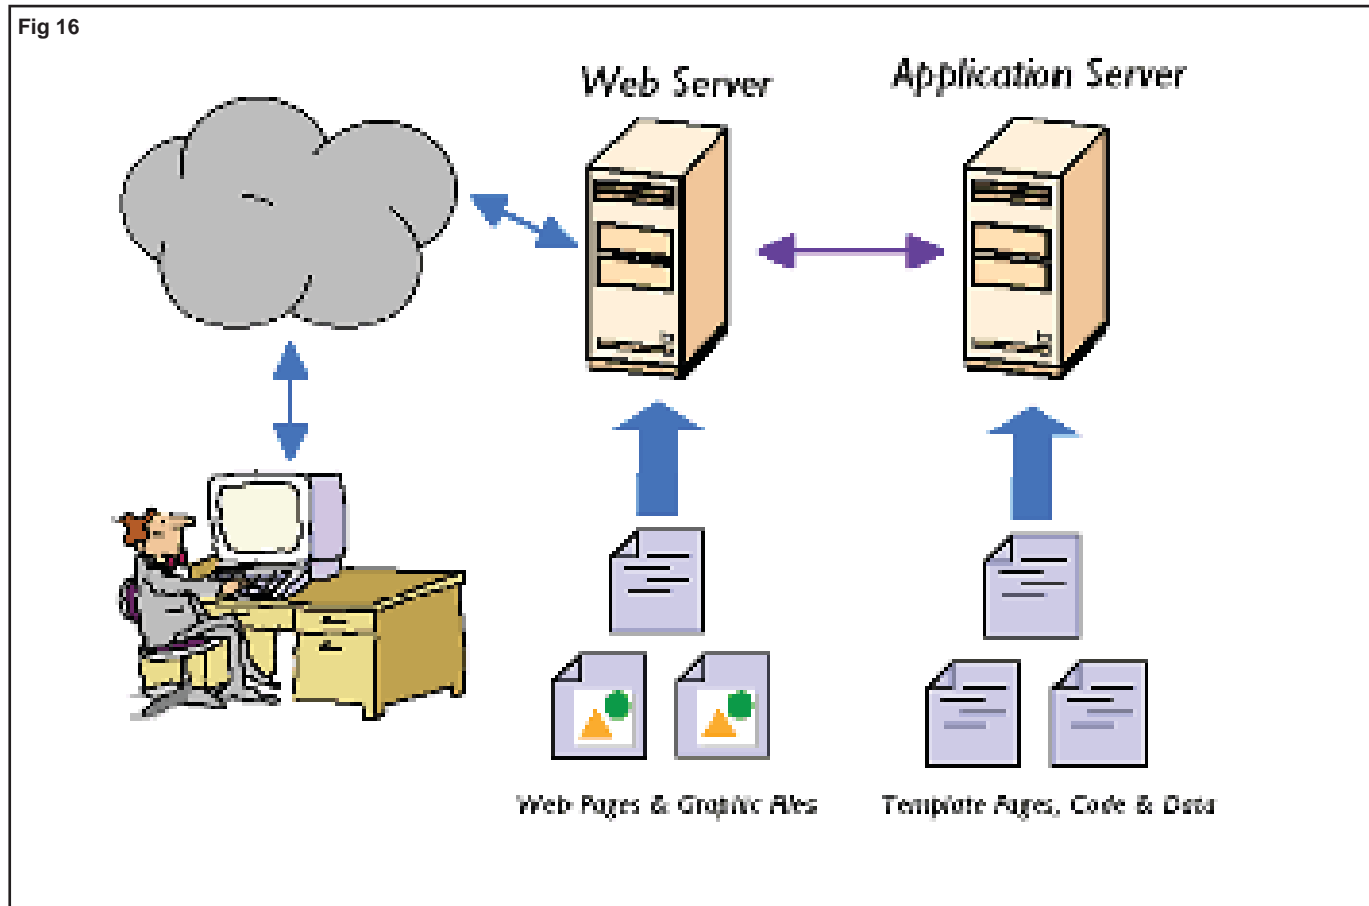 Fig 16
Web Server
Application Server
Web Pages & Graphic Files
Template Pages, Code & Data